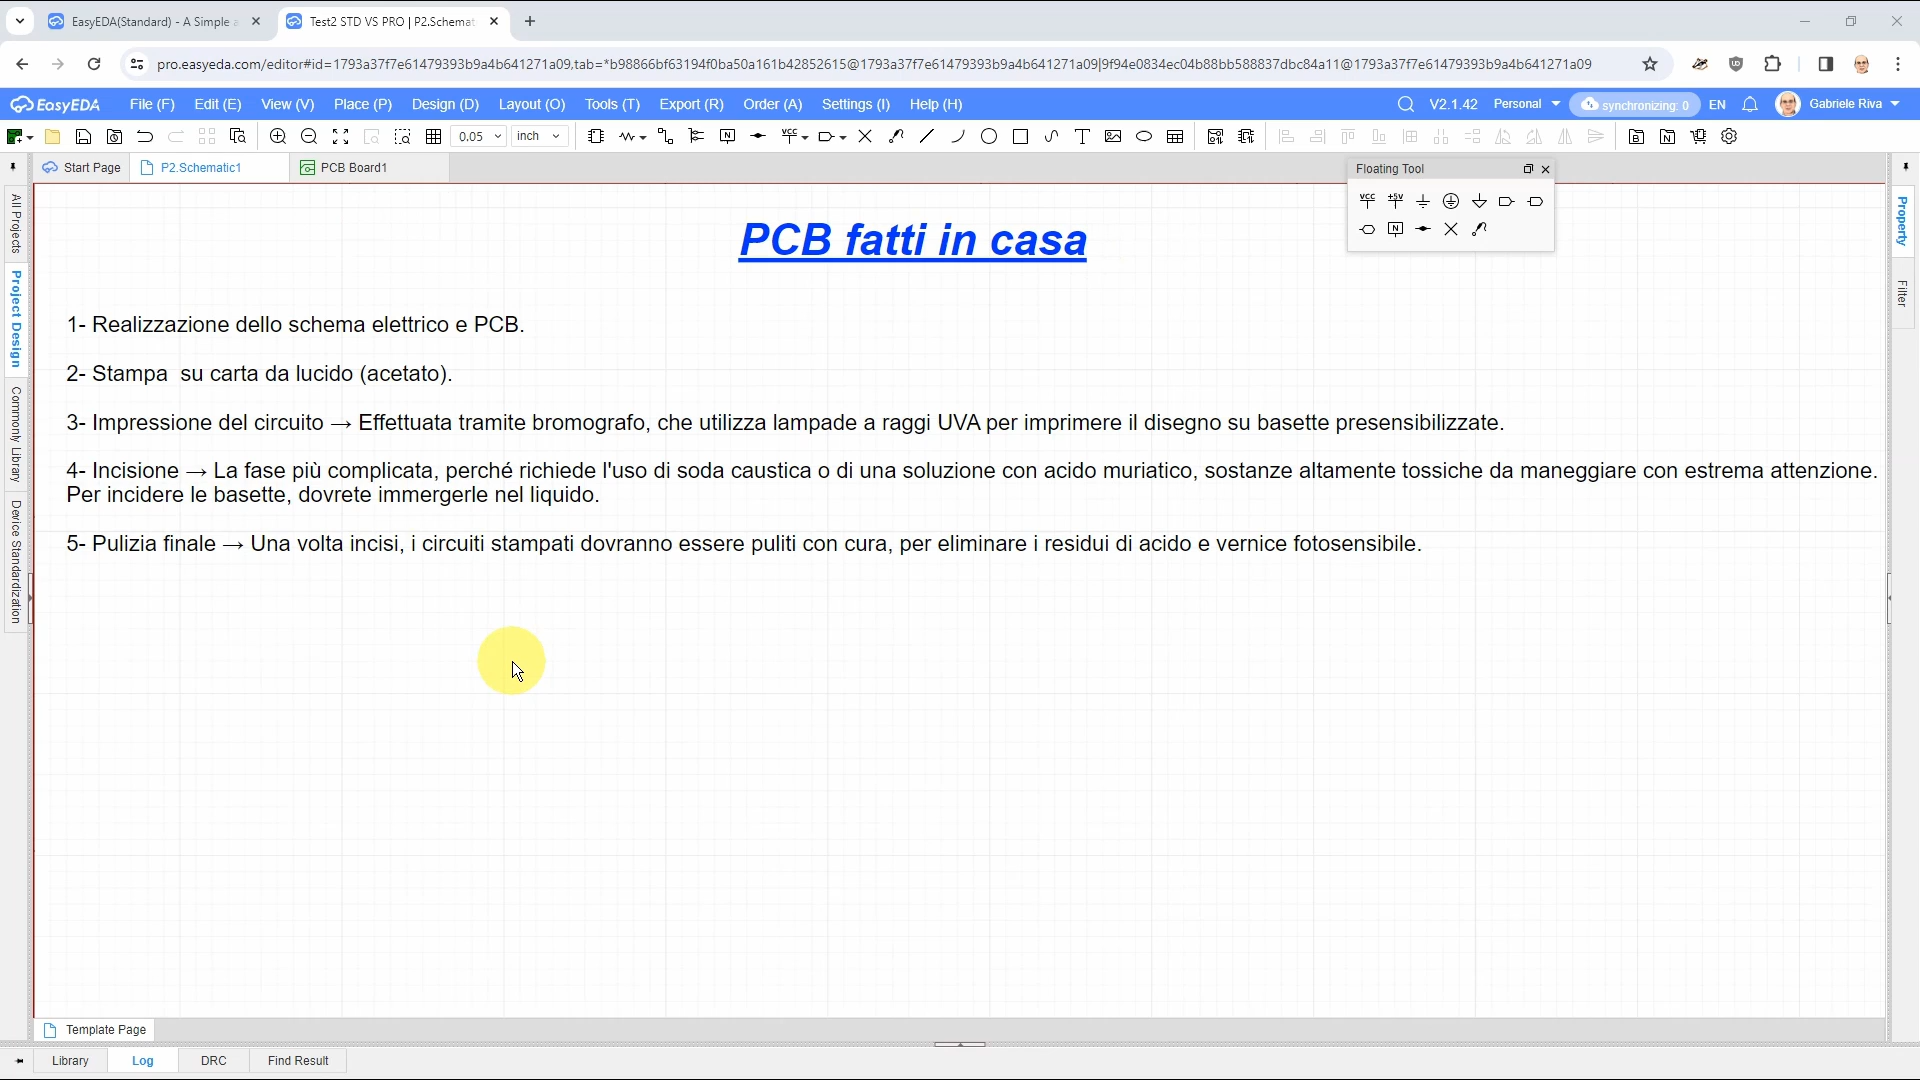 EasyEDA(Standard) - A Simple a
Test2 STD VS PRO | P2.Schemat
pro.easyeda.com/editor#id=1793a37f7e61479393b9a4b641271a09,tab=*b98866bf63194f0ba50a161b42852615@1793a37f7e61479393b9a4b641271a09|9f94e0834ec04b88bb588837dbc84a11@1793a37f7e61479393b9a4b641271a09
EasyEDA File (F) Edit (E) View (V) Place (P) Design (D) Layout (O) Tools (T) Export (R) Order (A) Settings (I) Help (H) V2.1.42 Personal synchronizing: 0 EN Gabriele Riva
0.05 inch VCC
Start Page P2.Schematic1 PCB Board1
Floating Tool
VCC +5V
N
All Projects
Project Design
Commonly Library
Device Standardization
Property
Filter
PCB fatti in casa
1- Realizzazione dello schema elettrico e PCB.
2- Stampa  su carta da lucido (acetato).
3- Impressione del circuito → Effettuata tramite bromografo, che utilizza lampade a raggi UVA per imprimere il disegno su basette presensibilizzate.
4- Incisione → La fase più complicata, perché richiede l'uso di soda caustica o di una soluzione con acido muriatico, sostanze altamente tossiche da maneggiare con estrema attenzione.
Per incidere le basette, dovrete immergerle nel liquido.
5- Pulizia finale → Una volta incisi, i circuiti stampati dovranno essere puliti con cura, per eliminare i residui di acido e vernice fotosensibile.
Template Page
Library Log DRC Find Result